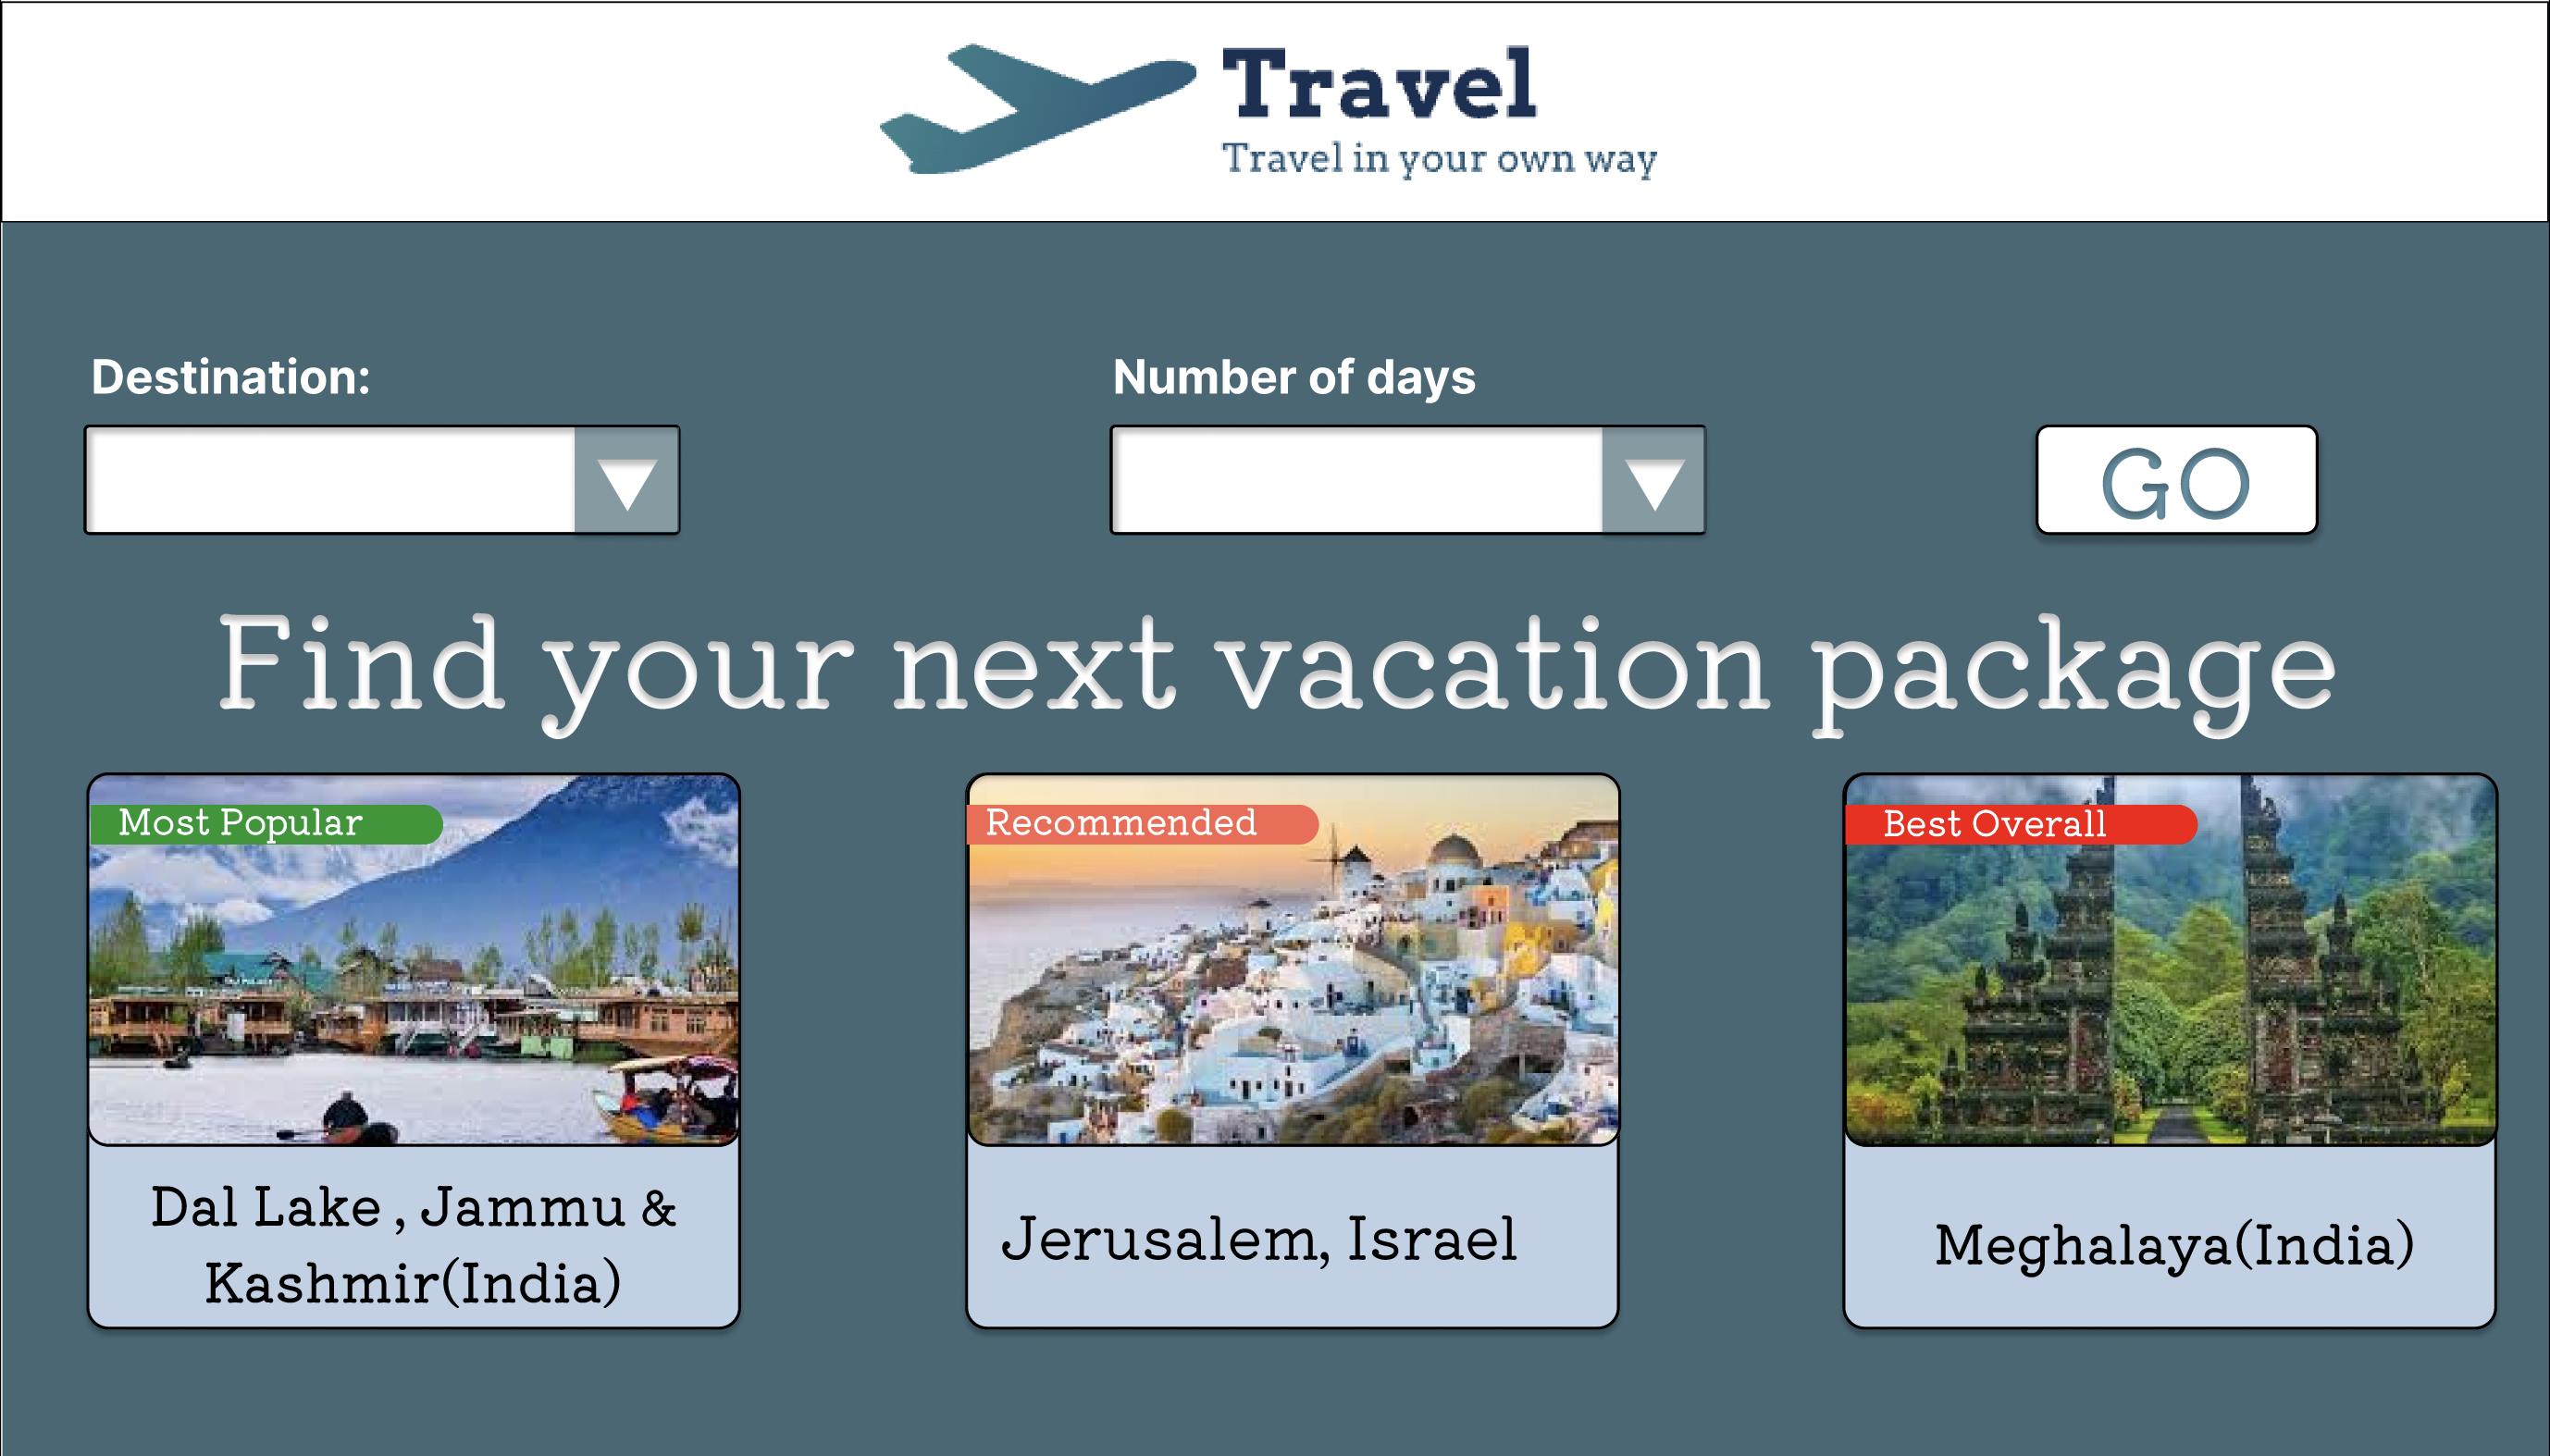 Travel
Travel in your own way
Destination:
Number of days
GO
Find your next vacation package
Most Popular
Recommended
Best Overall
Dal Lake , Jammu &
Kashmir(India)
Jerusalem, Israel
Meghalaya(India)